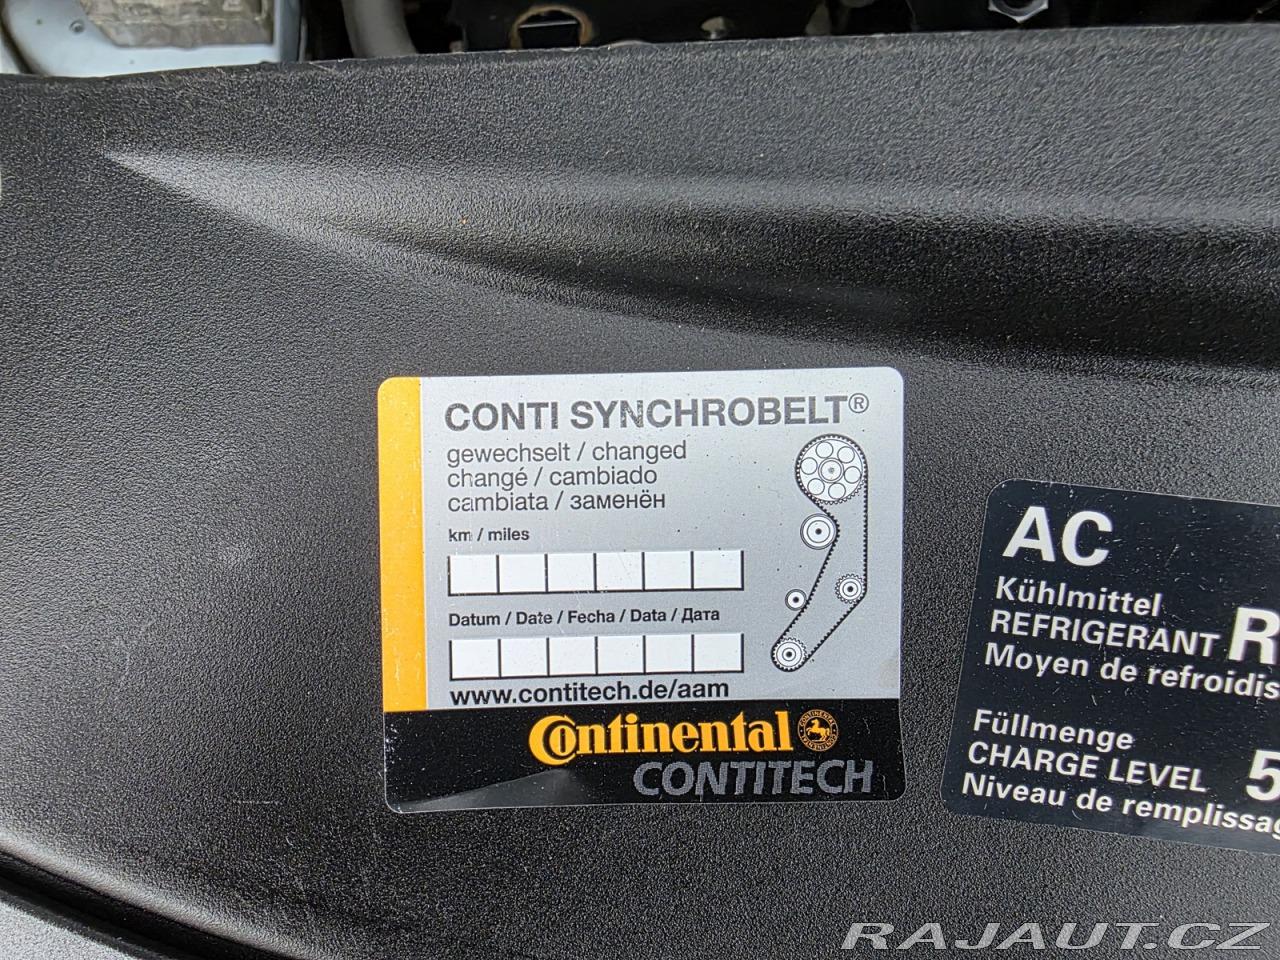 CONTI SYNCHROBELT®
gewechselt / changed
changé / cambiado
cambiata / заменён
km / miles
Datum / Date / Fecha / Data / Дата
www.contitech.de/aam
Continental
CONTITECH
AC
Kühlmittel
REFRIGERANT R
Moyen de refroidis
Füllmenge
CHARGE LEVEL 5
Niveau de remplissag
RAJAUT.CZ